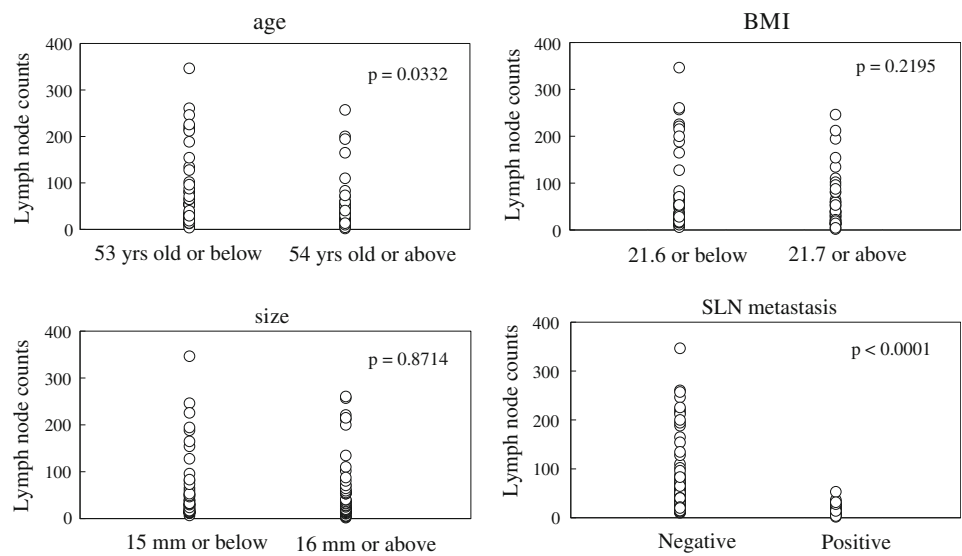 age
Lymph node counts
400
300
200
100
0
p = 0.0332
53 yrs old or below 54 yrs old or above
BMI
Lymph node counts
400
300
200
100
0
p = 0.2195
21.6 or below 21.7 or above
size
Lymph node counts
400
300
200
100
0
p = 0.8714
15 mm or below 16 mm or above
SLN metastasis
Lymph node counts
400
300
200
100
0
p < 0.0001
Negative Positive